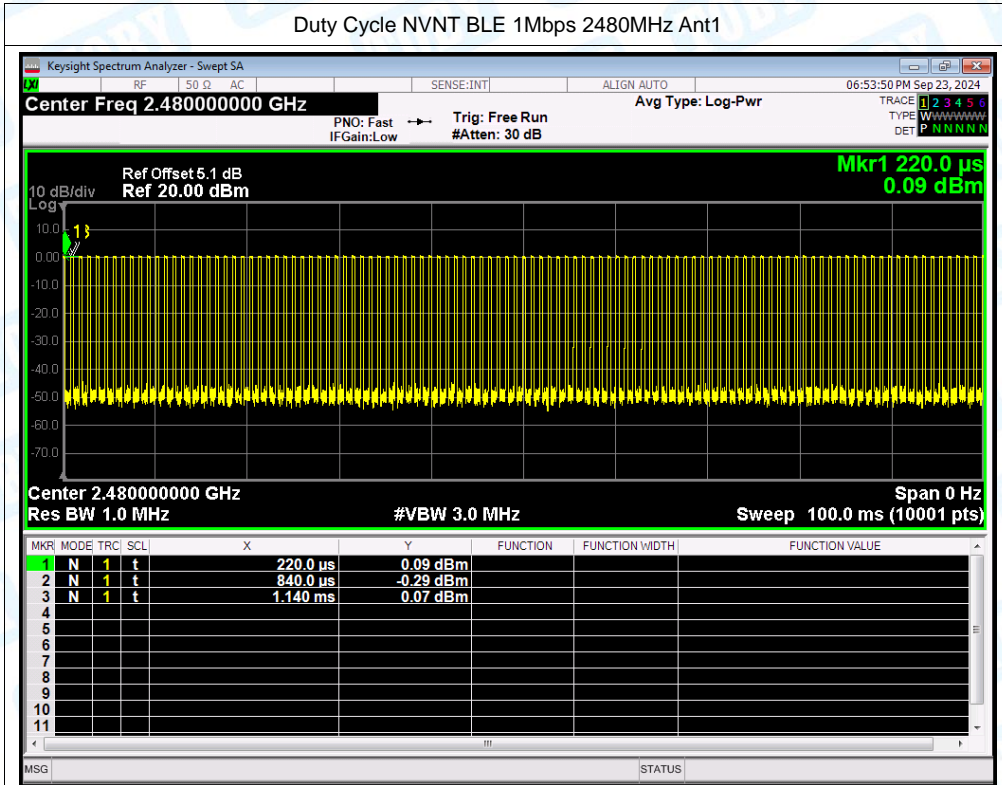 Duty Cycle NVNT BLE 1Mbps 2480MHz Ant1
Keysight Spectrum Analyzer - Swept SA
LXI RF 50 Ω AC SENSE:INT ALIGN AUTO 06:53:50 PM Sep 23, 2024
Center Freq 2.480000000 GHz Avg Type: Log-Pwr TRACE 1 2 3 4 5 6
PNO: Fast Trig: Free Run TYPE WWWWWW
IFGain:Low #Atten: 30 dB DET P N N N N N
Mkr1 220.0 µs
Ref Offset 5.1 dB
10 dB/div Ref 20.00 dBm 0.09 dBm
Log
10.0
1 3
0.00
-10.0
-20.0
-30.0
-40.0
-50.0
-60.0
-70.0
Center 2.480000000 GHz Span 0 Hz
Res BW 1.0 MHz #VBW 3.0 MHz Sweep 100.0 ms (10001 pts)
MKR MODE TRC SCL X Y FUNCTION FUNCTION WIDTH FUNCTION VALUE
1 N 1 t 220.0 µs 0.09 dBm
2 N 1 t 840.0 µs -0.29 dBm
3 N 1 t 1.140 ms 0.07 dBm
4
5
6
7
8
9
10
11
MSG STATUS